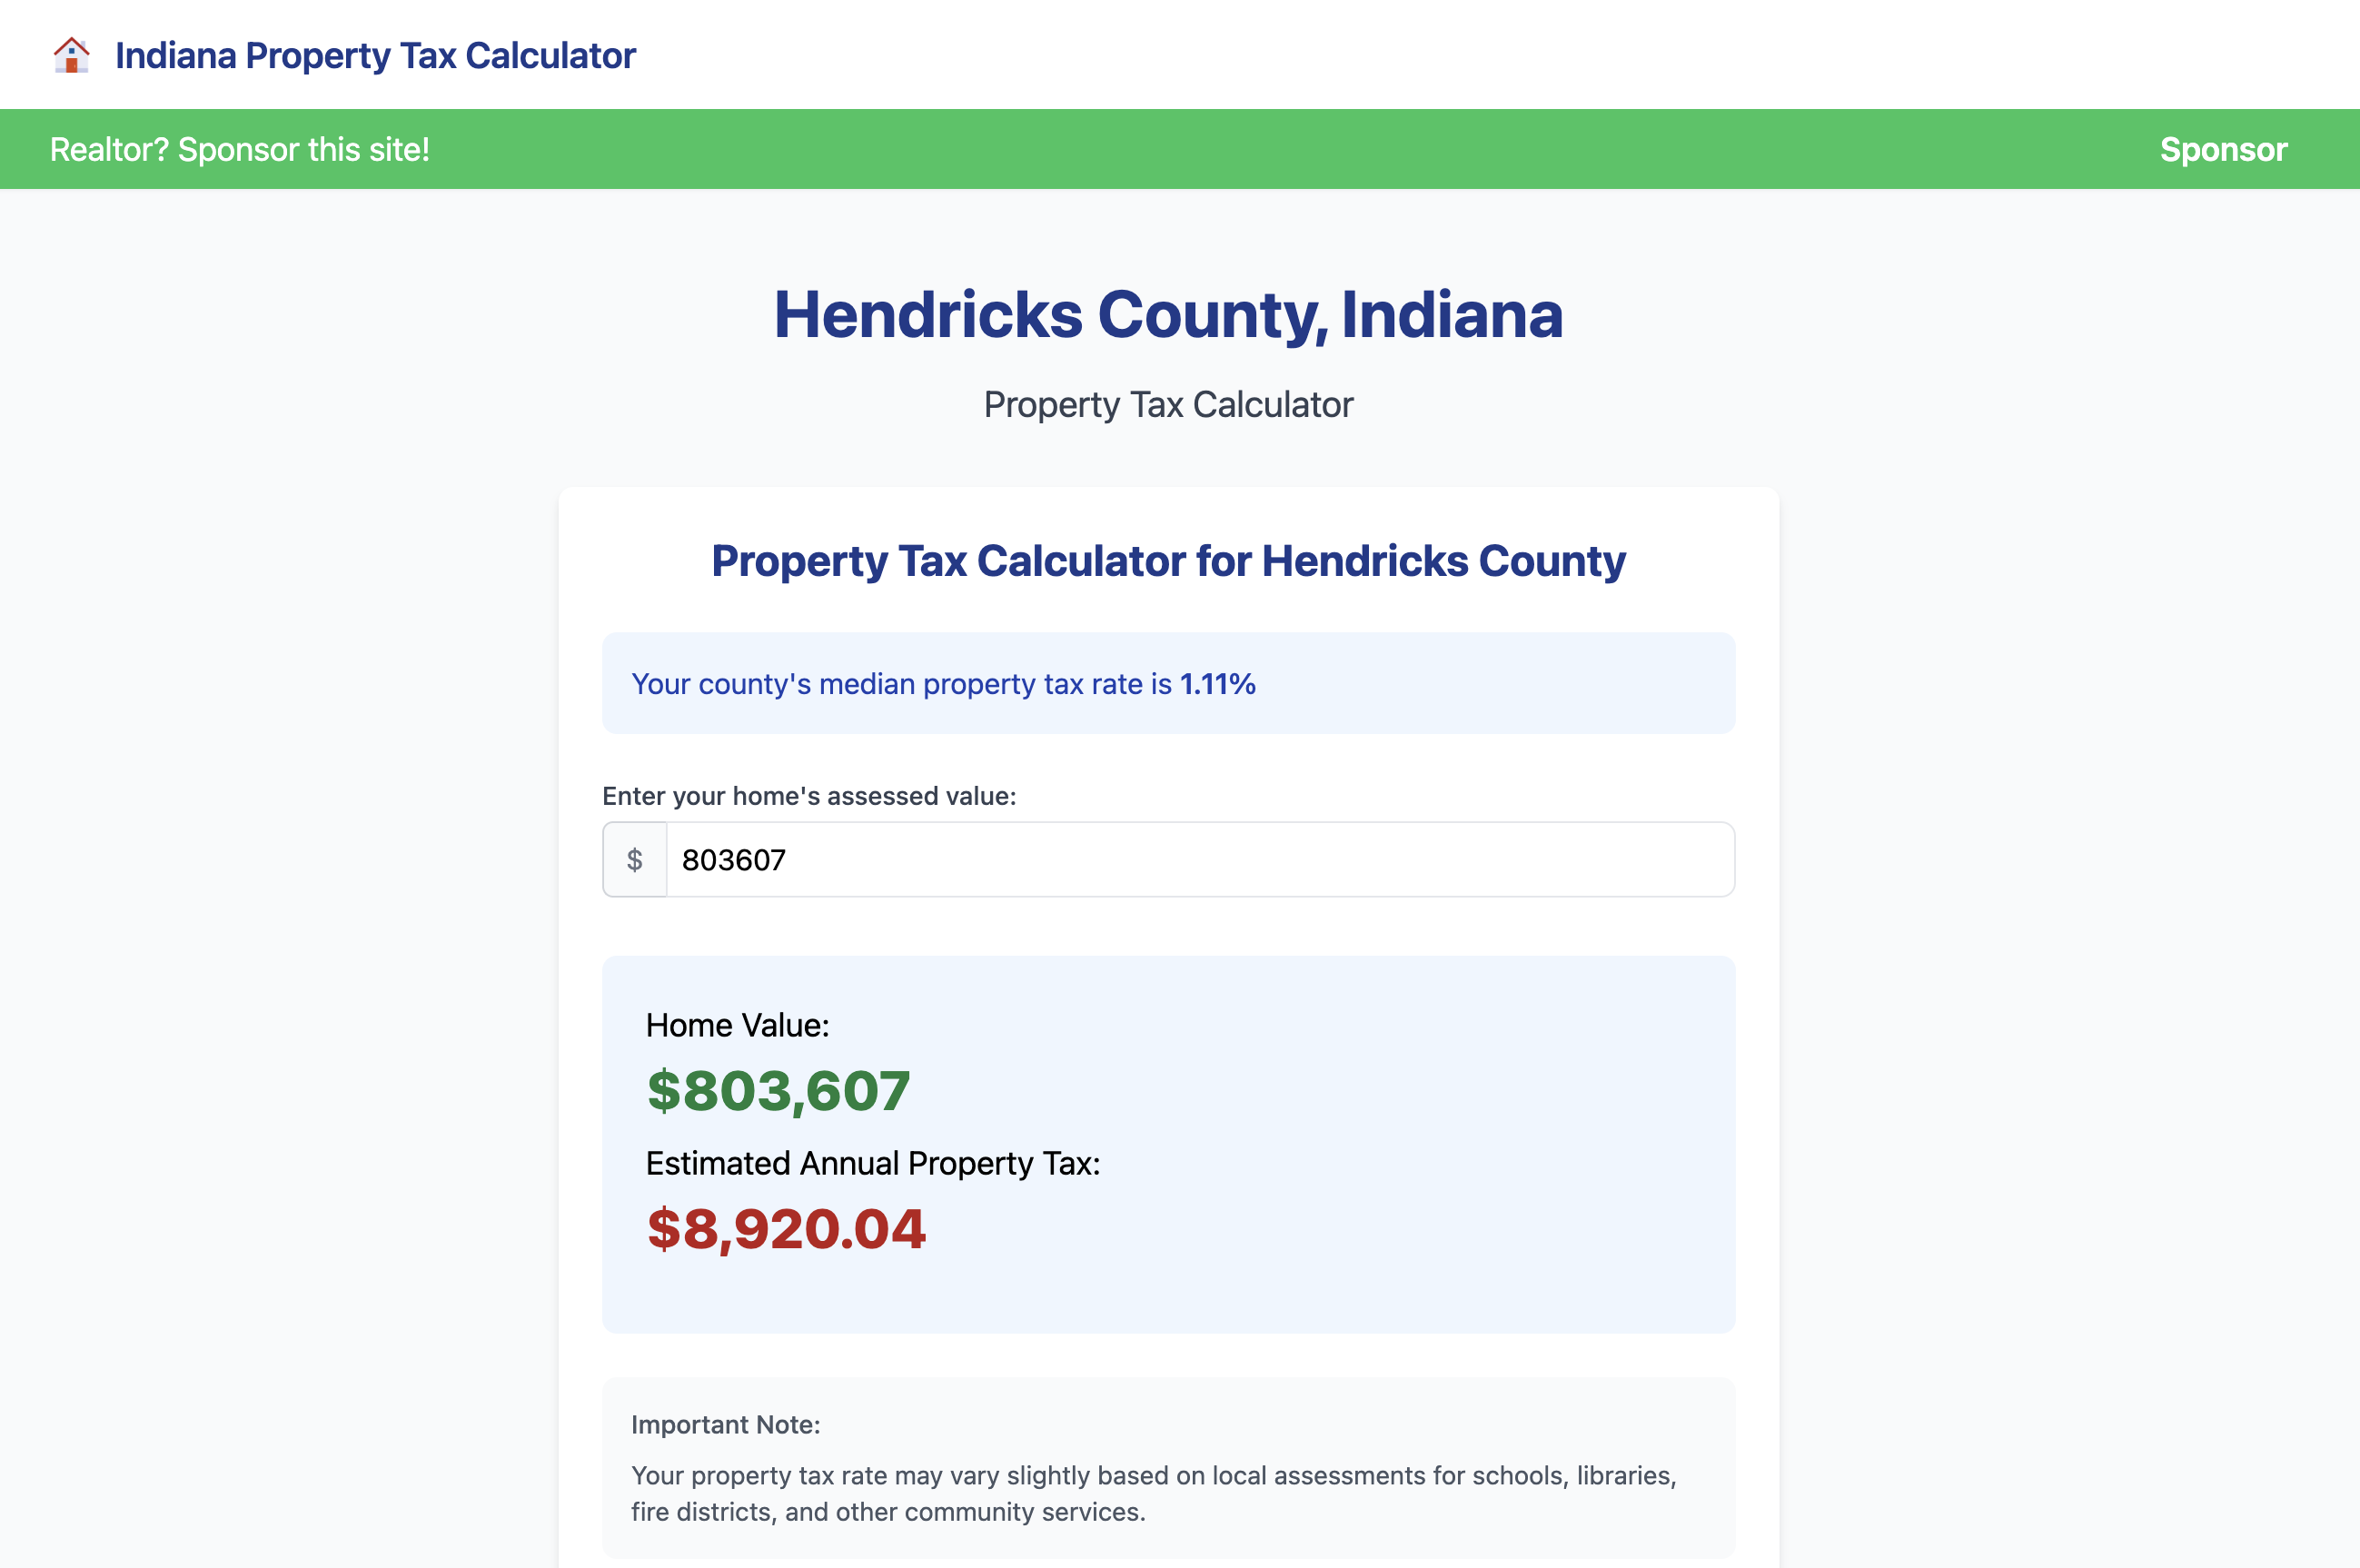 Indiana Property Tax Calculator
Realtor? Sponsor this site!
Sponsor
Hendricks County, Indiana
Property Tax Calculator
Property Tax Calculator for Hendricks County
Your county's median property tax rate is 1.11%
Enter your home's assessed value:
$ 803607
Home Value:
$803,607
Estimated Annual Property Tax:
$8,920.04
Important Note:
Your property tax rate may vary slightly based on local assessments for schools, libraries,
fire districts, and other community services.